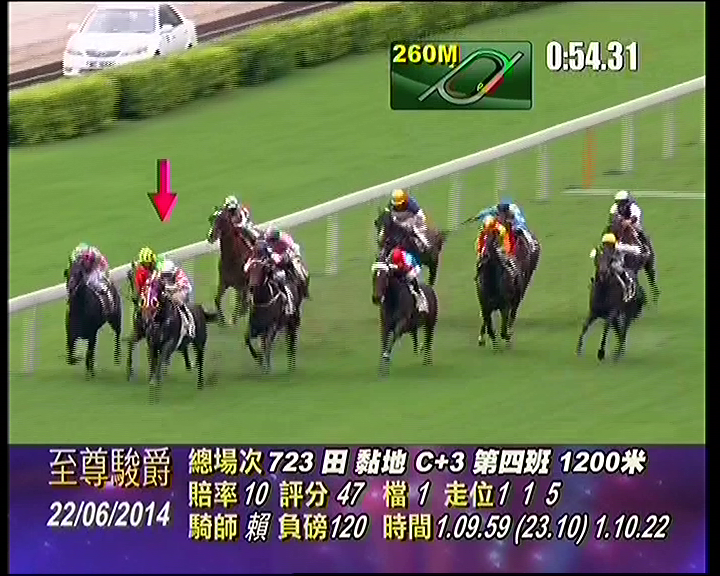 260M
0:54.31
至尊駿爵
22/06/2014
總場次 723 田 黏地 C+3 第四班 1200米
賠率 10 評分 47 檔 1 走位 1 1 5
騎師 賴 負磅 120 時間 1.09.59 (23.10) 1.10.22